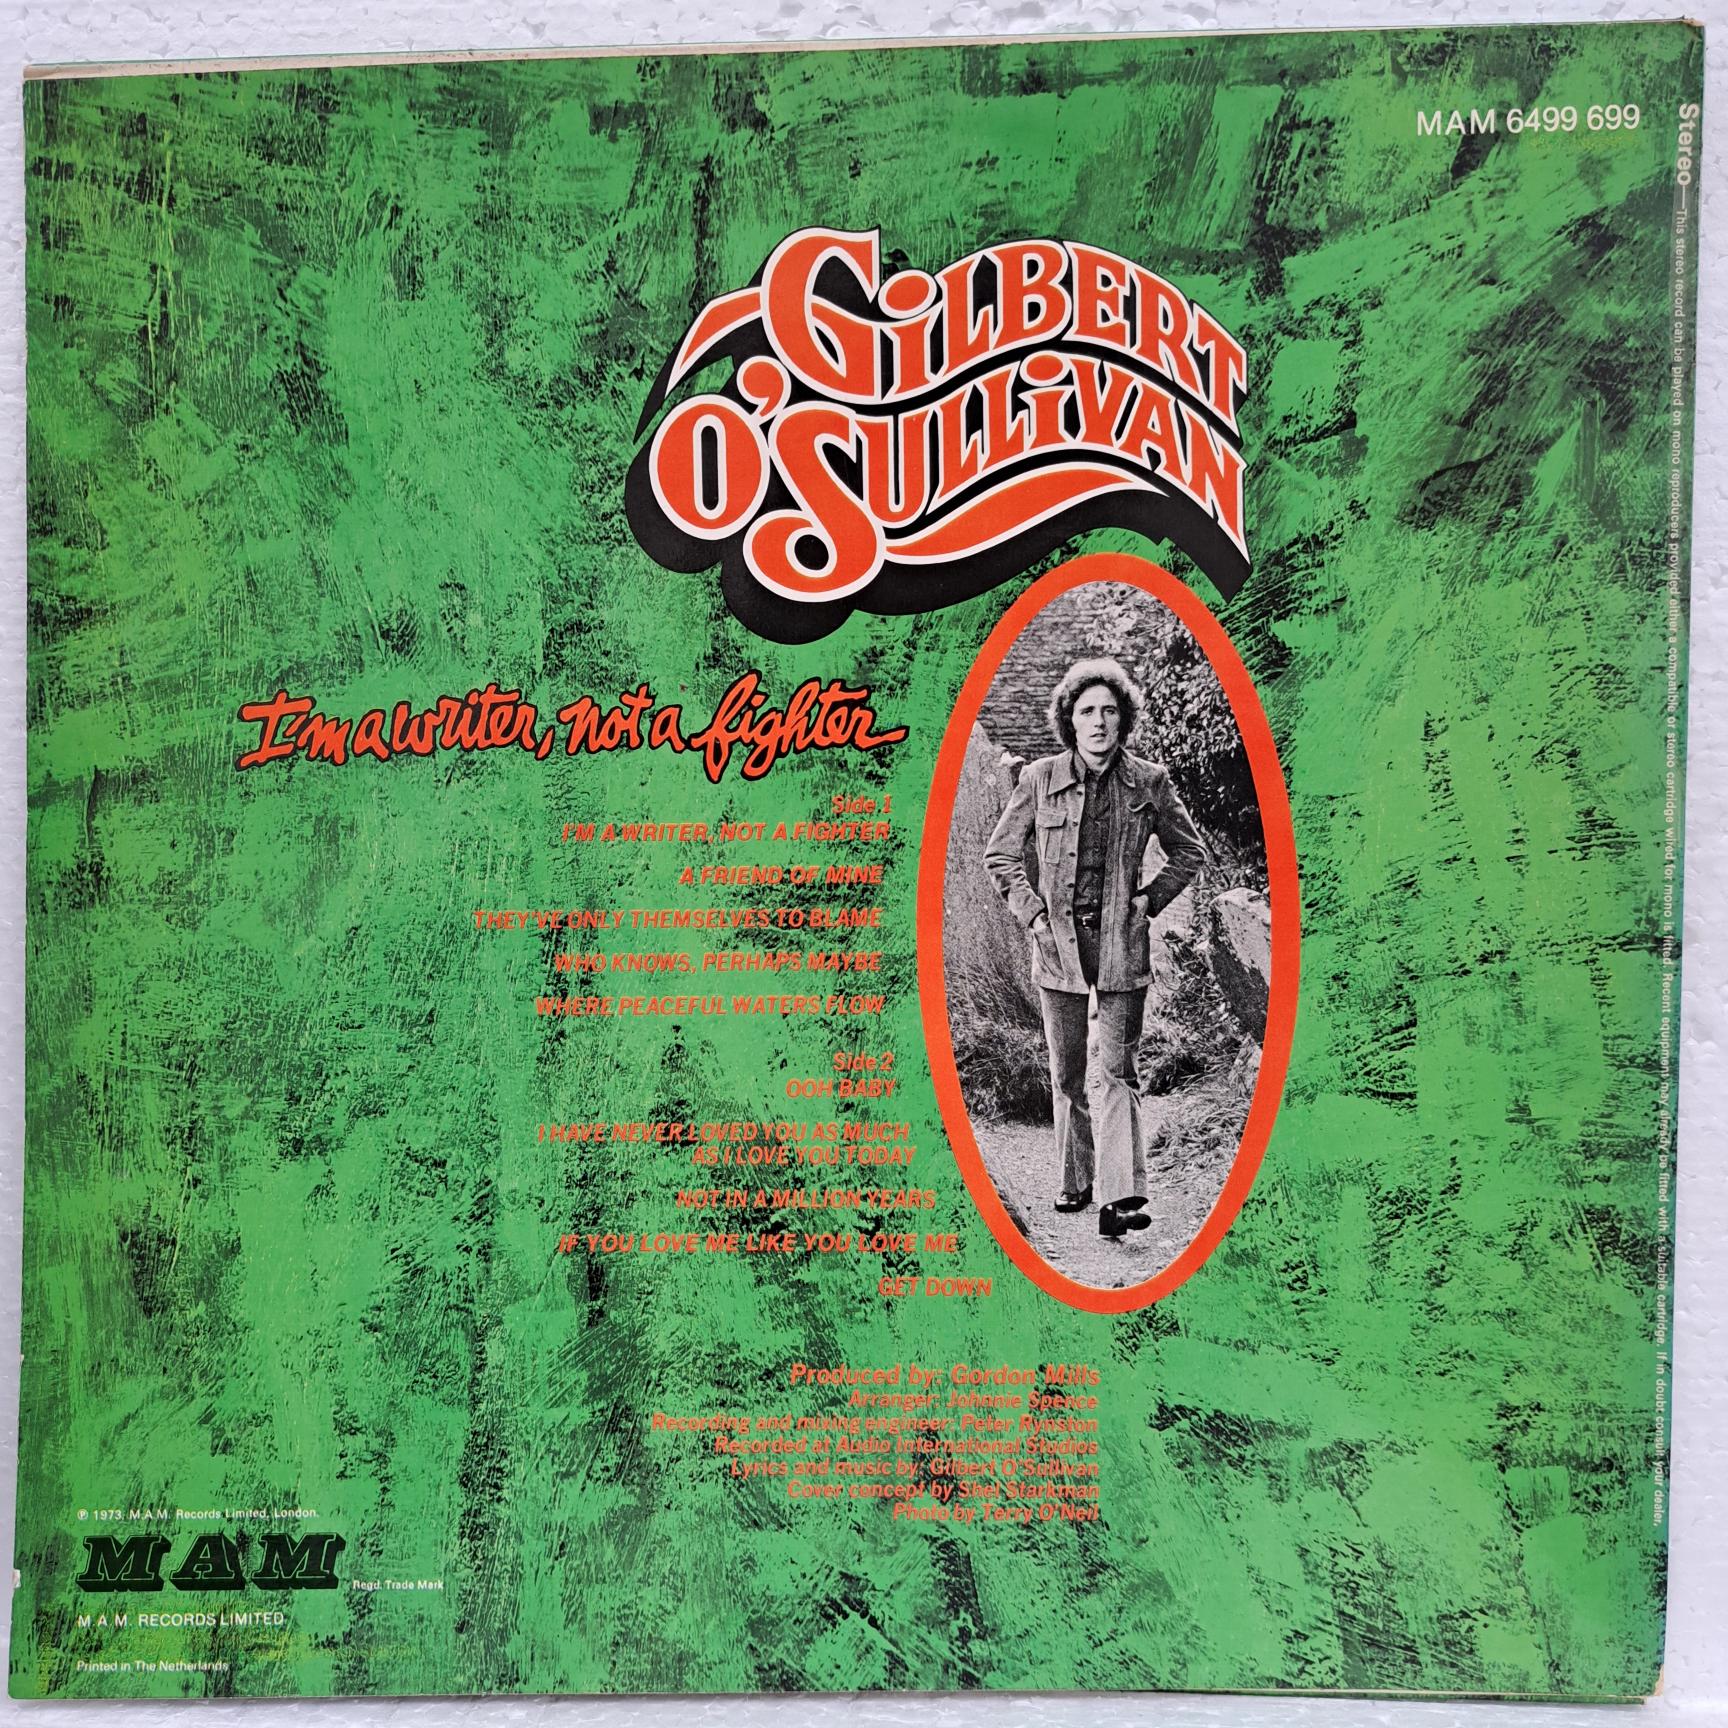 MAM 6499 699
Stereo—This stereo record can be played on mono reproducers provided either a compatible or stereo cartridge wired for mono is fitted. Recent equipment may already be fitted with a suitable cartridge. If in doubt consult your dealer.
GiLBERT
O'SULLiVAN
I'm a writer, not a fighter
Side 1
I'M A WRITER, NOT A FIGHTER
A FRIEND OF MINE
THEY'VE ONLY THEMSELVES TO BLAME
WHO KNOWS, PERHAPS MAYBE
WHERE PEACEFUL WATERS FLOW
Side 2
OOH BABY
I HAVE NEVER LOVED YOU AS MUCH
AS I LOVE YOU TODAY
NOT IN A MILLION YEARS
IF YOU LOVE ME LIKE YOU LOVE ME
GET DOWN
Produced by: Gordon Mills
Arranger: Johnnie Spence
Recording and mixing engineer: Peter Rynston
Recorded at Audio International Studios
Lyrics and music by: Gilbert O'Sullivan
Cover concept by Shel Starkman
Photo by Terry O'Neil
℗ 1973, M.A.M. Records Limited, London.
MAM
Regd. Trade Mark
M.A.M. RECORDS LIMITED
Printed in The Netherlands